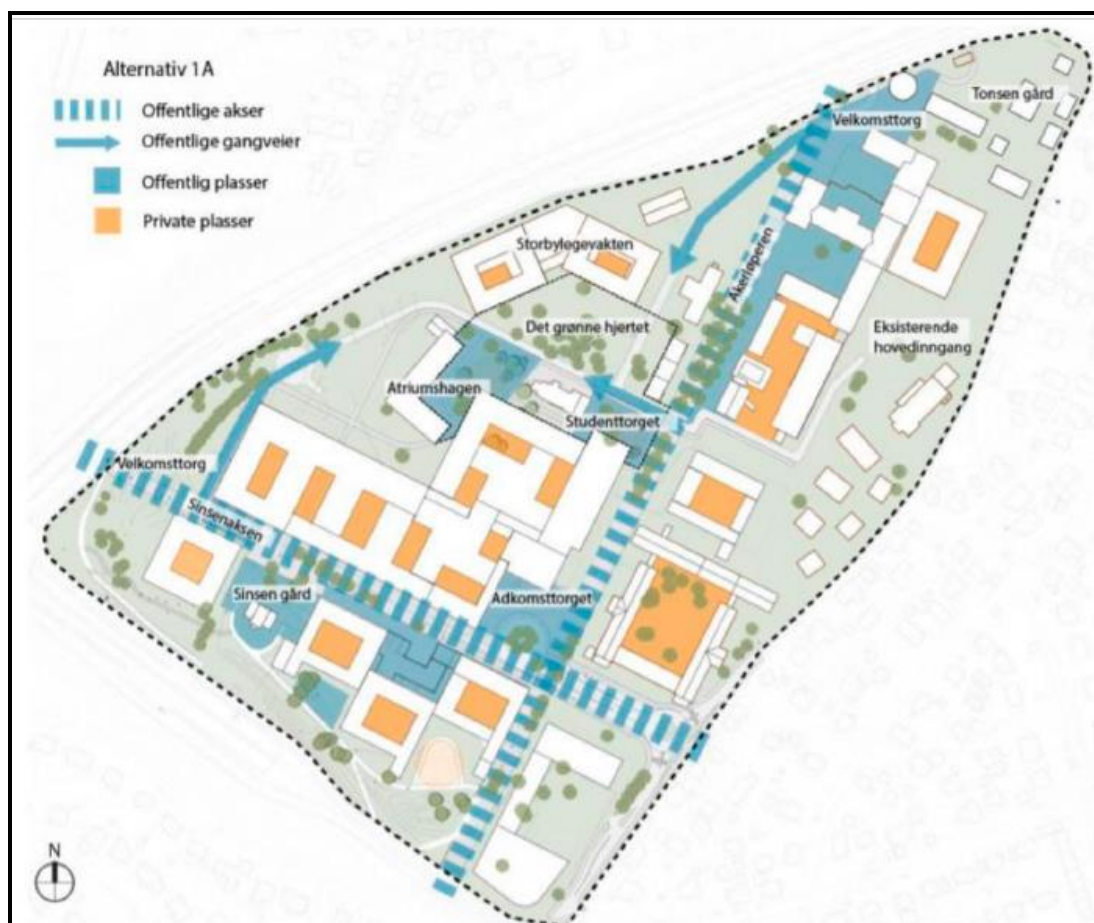 Alternativ 1A
Offentlige akser
Offentlige gangveier
Offentlig plasser
Private plasser
Tonsen gård
Velkomsttorg
Storbylegevakten
Åkerløperen
Det grønne hjertet
Eksisterende
hovedinngang
Atriumshagen
Studenttorget
Velkomsttorg
Sinsenaksen
Sinsen gård
Adkomsttorget
N